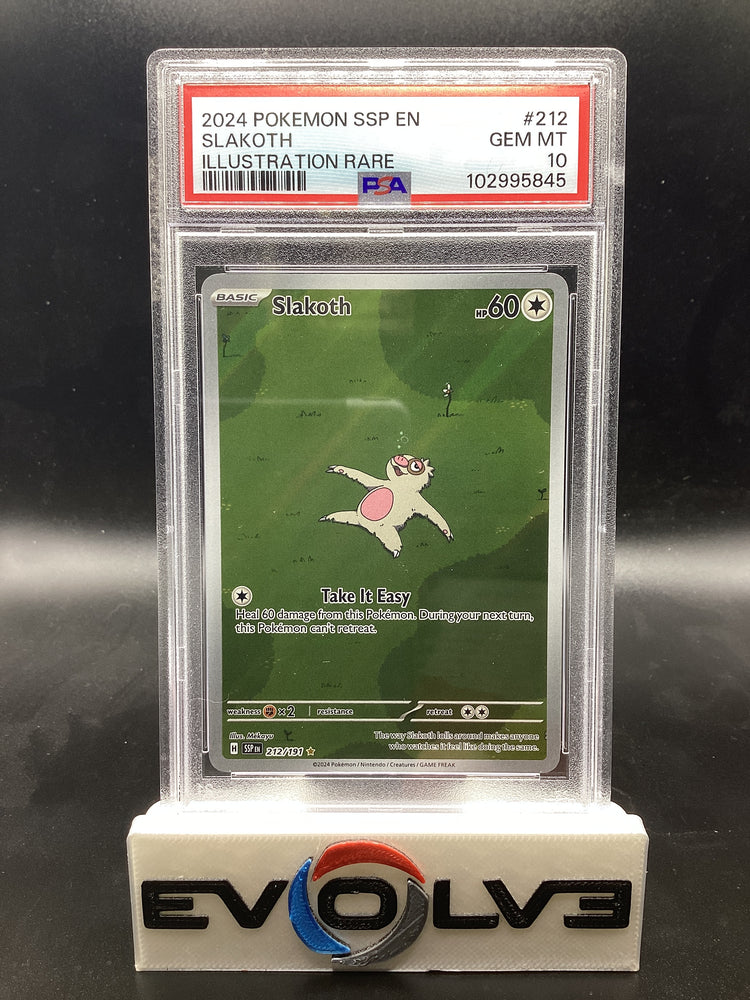 2024 POKEMON SSP EN #212
SLAKOTH GEM MT
ILLUSTRATION RARE 10
PSA 102995845
BASIC Slakoth HP60
Take It Easy
Heal 60 damage from this Pokémon. During your next turn,
this Pokémon can't retreat.
weakness x2 resistance retreat
Illus. Mékayu
The way Slakoth lolls around makes anyone
who watches it feel like doing the same.
H SSP EN 212/191
©2024 Pokémon / Nintendo / Creatures / GAME FREAK
EVOLVE